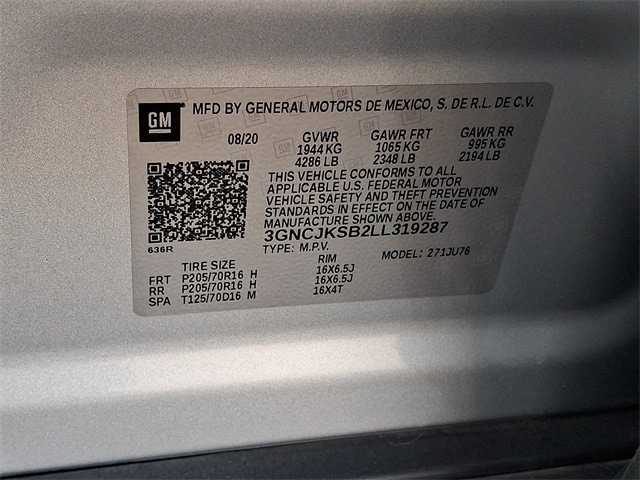 GM MFD BY GENERAL MOTORS DE MEXICO, S. DE R.L. DE C.V.
08/20 GVWR GAWR FRT GAWR RR
1944 KG 1065 KG 995 KG
4286 LB 2348 LB 2194 LB
THIS VEHICLE CONFORMS TO ALL
APPLICABLE U.S. FEDERAL MOTOR
VEHICLE SAFETY AND THEFT PREVENTION
STANDARDS IN EFFECT ON THE DATE OF
MANUFACTURE SHOWN ABOVE.
3GNCJKSB2LL319287
636R TYPE: M.P.V. MODEL: 271JU76
TIRE SIZE RIM
FRT P205/70R16 H 16X6.5J
RR P205/70R16 H 16X6.5J
SPA T125/70D16 M 16X4T